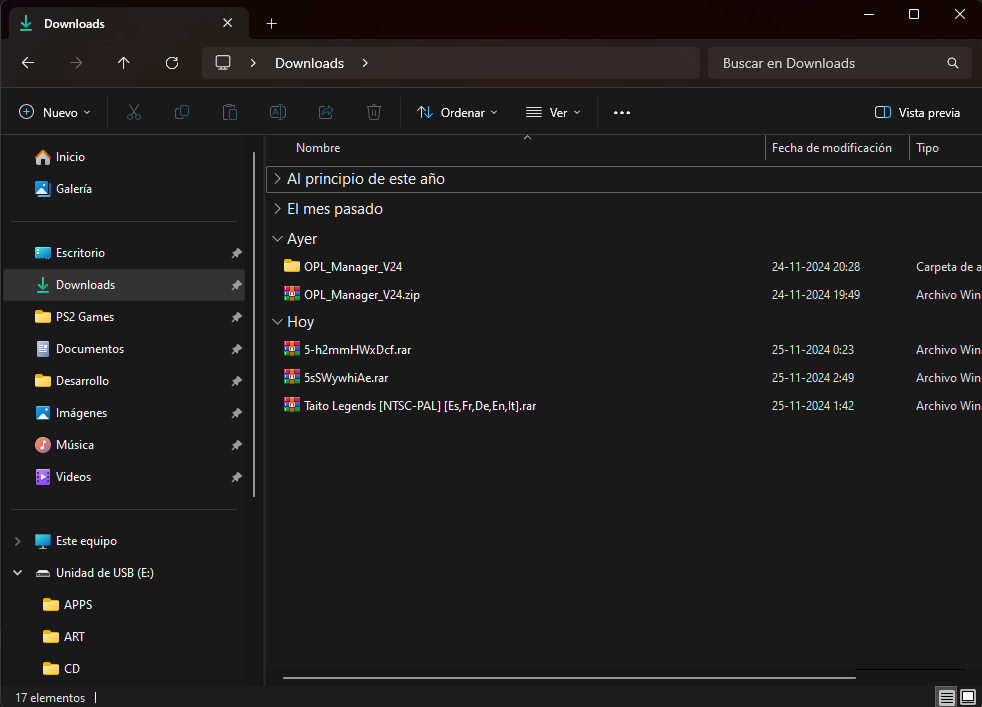 Downloads
Downloads
Buscar en Downloads
Nuevo
Ordenar
Ver
Vista previa
Inicio
Galería
Escritorio
Downloads
PS2 Games
Documentos
Desarrollo
Imágenes
Música
Videos
Este equipo
Unidad de USB (E:)
APPS
ART
CD
Nombre Fecha de modificación Tipo
Al principio de este año
El mes pasado
Ayer
OPL_Manager_V24 24-11-2024 20:28 Carpeta de a
OPL_Manager_V24.zip 24-11-2024 19:49 Archivo Win
Hoy
5-h2mmHWxDcf.rar 25-11-2024 0:23 Archivo Win
5sSWywhiAe.rar 25-11-2024 2:49 Archivo Win
Taito Legends [NTSC-PAL] [Es,Fr,De,En,It].rar 25-11-2024 1:42 Archivo Win
17 elementos